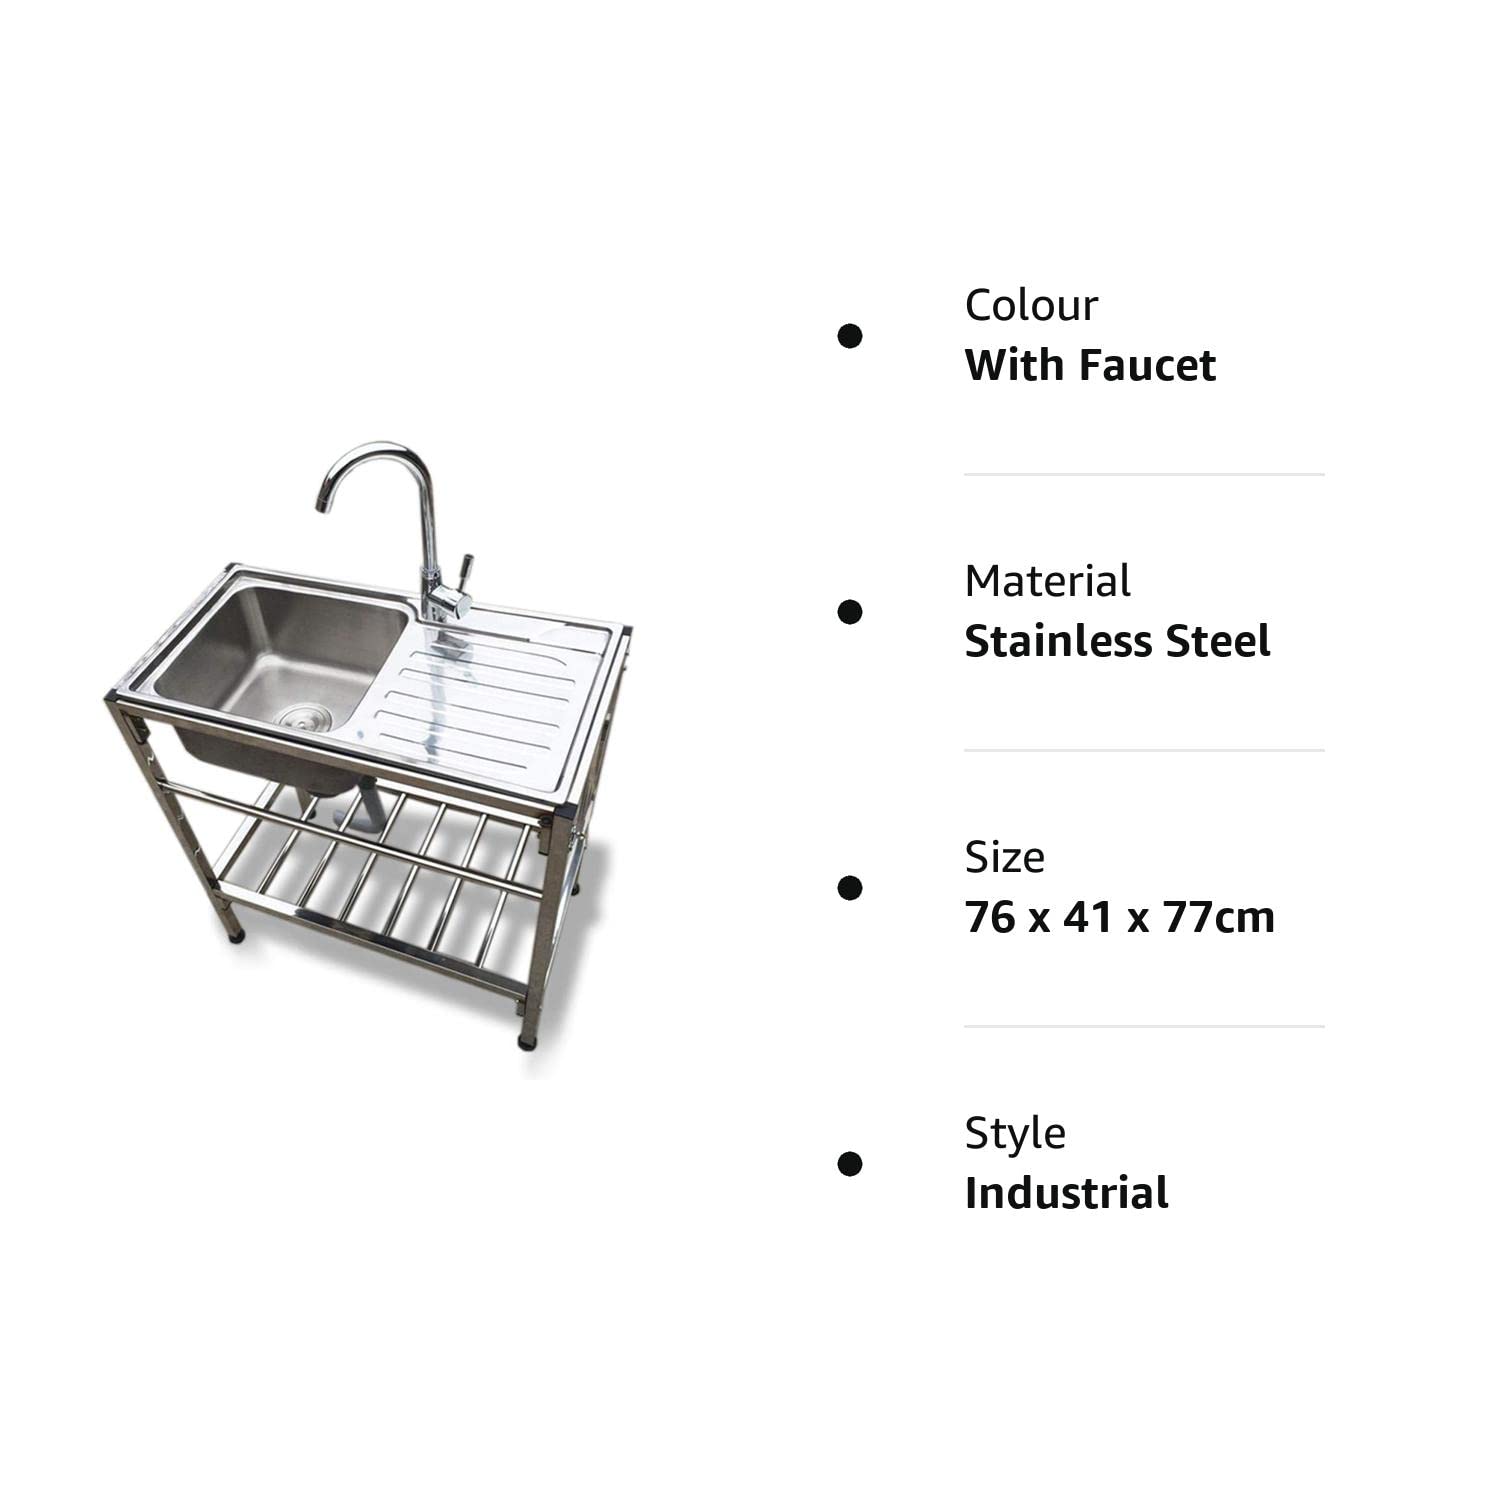 Colour
With Faucet
Material
Stainless Steel
Size
76 x 41 x 77cm
Style
Industrial